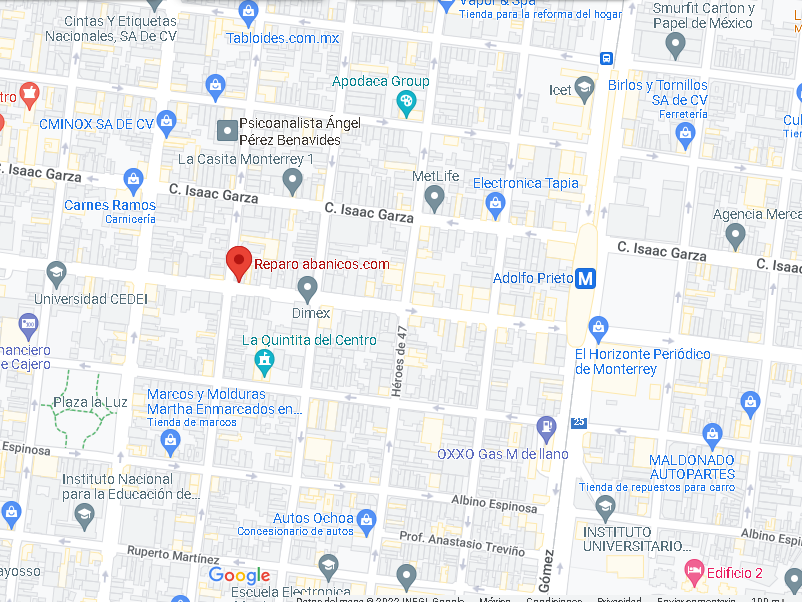 Cintas Y Etiquetas
Nacionales, SA De CV
Tabloides.com.mx
Vapor & Spa
Tienda para la reforma del hogar
Smurfit Carton y
Papel de México
Apodaca Group
Icet
Birlos y Tornillos
SA de CV
Ferretería
tro
CMINOX SA DE CV
Psicoanalista Ángel
Pérez Benavides
La Casita Monterrey 1
C. Isaac Garza
Carnes Ramos
Carnicería
C. Isaac Garza
C. Isaac Garza
MetLife
Electronica Tapia
Agencia Merca
C. Isaac Garza
C. Isaac
Reparo abanicos.com
Adolfo Prieto
M
Universidad CEDEI
Dimex
La Quintita del Centro
Héroes de 47
El Horizonte Periódico
de Monterrey
nanciero
e Cajero
Plaza la Luz
Marcos y Molduras
Martha Enmarcados en...
Tienda de marcos
25
OXXO Gas M de llano
MALDONADO
AUTOPARTES
Tienda de repuestos para carro
Espinosa
Instituto Nacional
para la Educación de...
Albino Espinosa
Autos Ochoa
Concesionario de autos
Prof. Anastasio Treviño
INSTITUTO
UNIVERSITARIO...
Albino Espinosa
Ruperto Martínez
Gómez
ayosso
Google
Escuela Electronica
Edificio 2
Datos del mapa © 2022 INEGI, Google
México
Condiciones
Privacidad
Enviar comentario
100 m